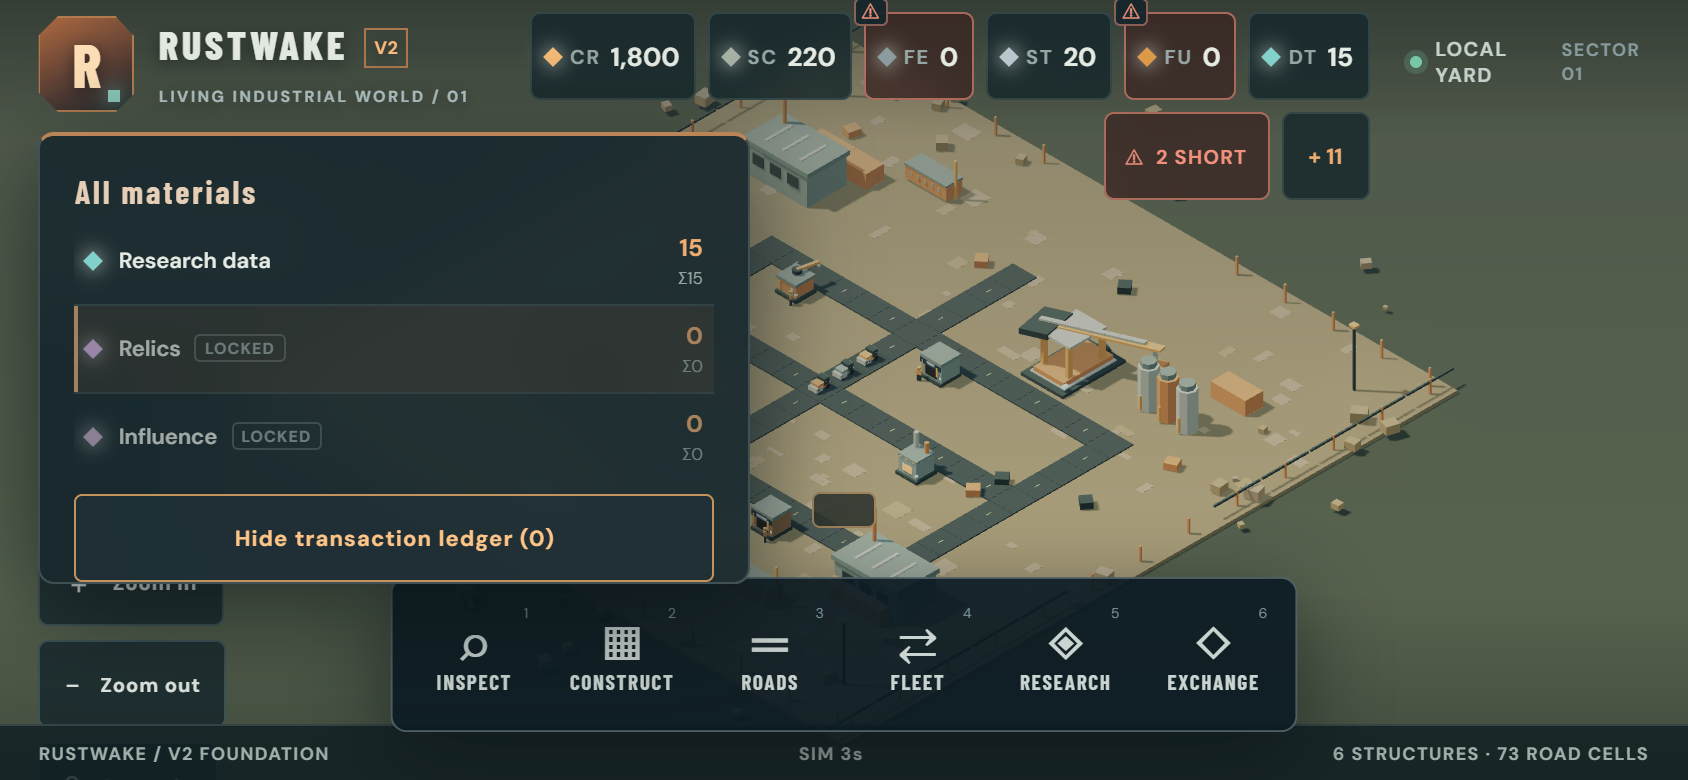 R
RUSTWAKE V2
LIVING INDUSTRIAL WORLD / 01
CR 1,800
SC 220
FE 0
ST 20
FU 0
DT 15
LOCAL YARD
SECTOR 01
2 SHORT
+ 11
All materials
Research data 15
Σ15
Relics LOCKED 0
Σ0
Influence LOCKED 0
Σ0
Hide transaction ledger (0)
+ Zoom in
− Zoom out
1 2 3 4 5 6
INSPECT CONSTRUCT ROADS FLEET RESEARCH EXCHANGE
RUSTWAKE / V2 FOUNDATION
SIM 3s
6 STRUCTURES · 73 ROAD CELLS